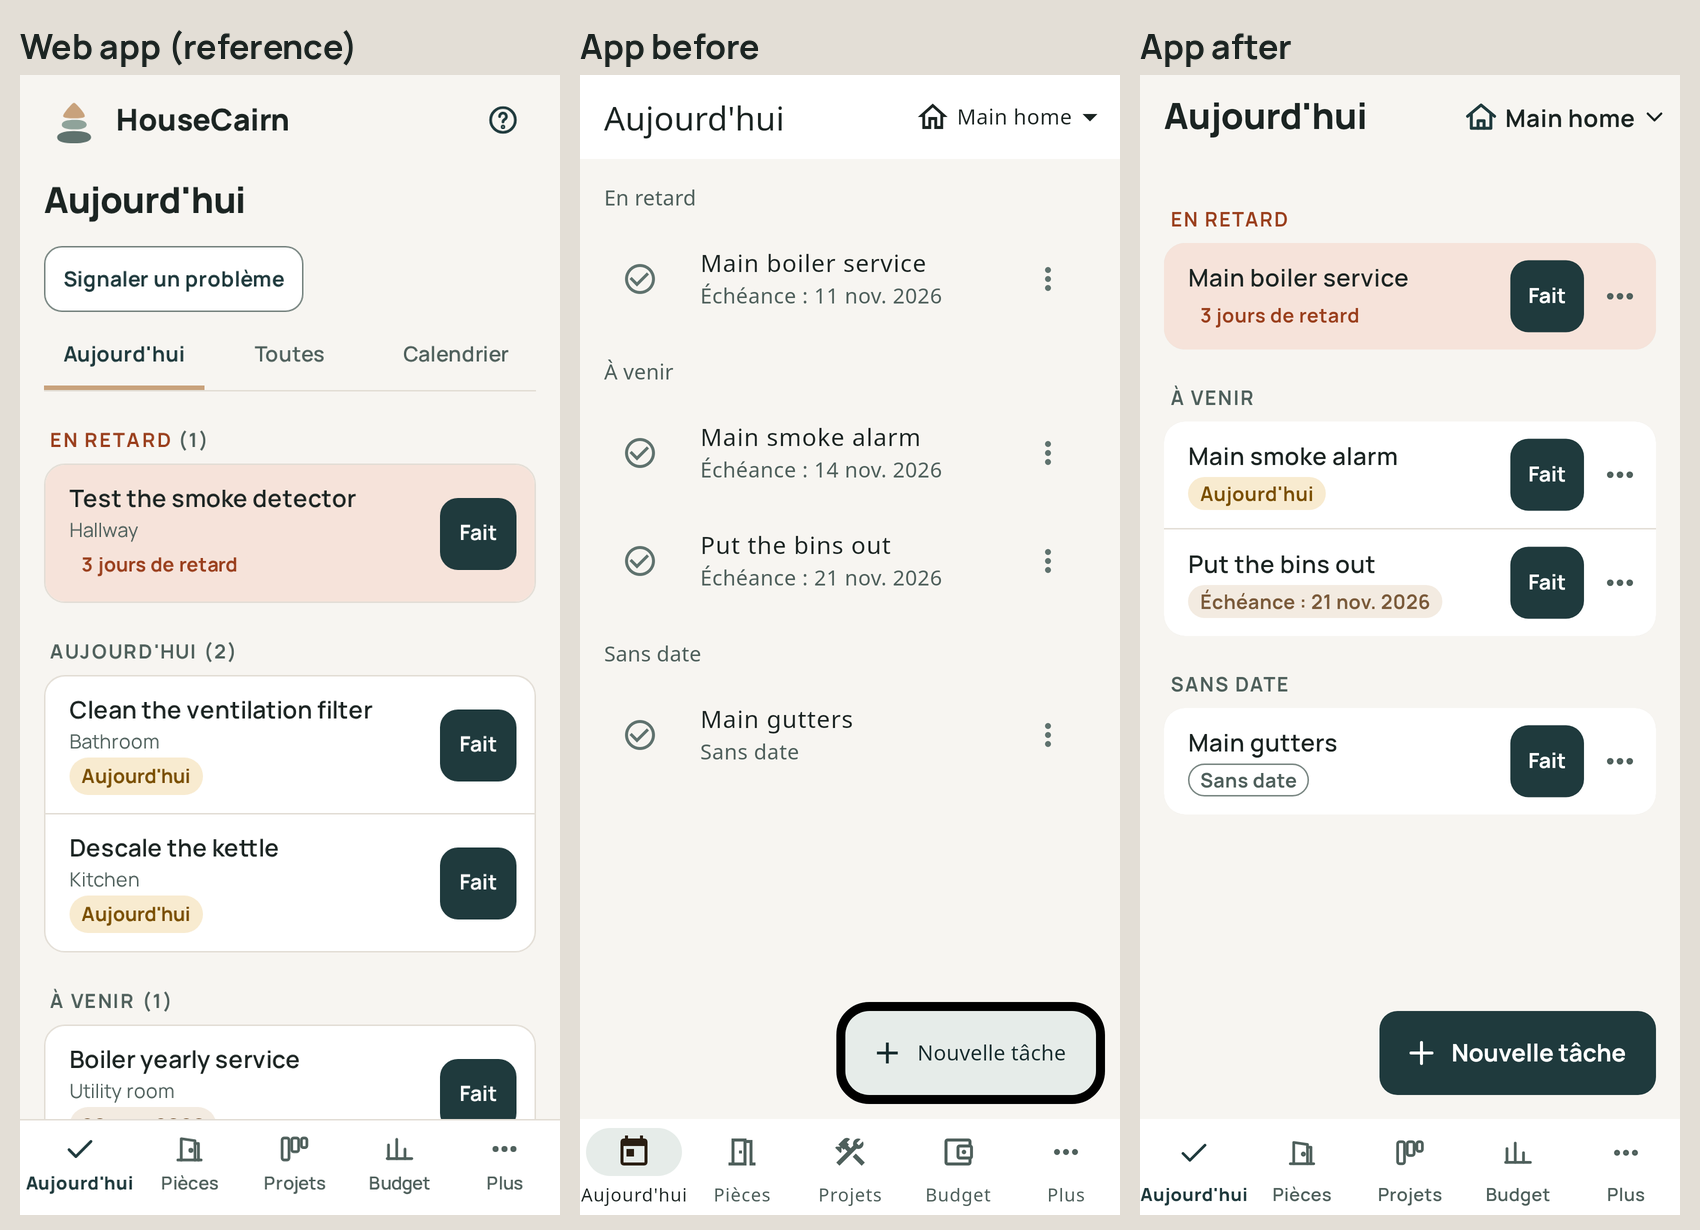 Web app (reference)
HouseCairn
Aujourd'hui
Signaler un problème
Aujourd'hui
Toutes
Calendrier
EN RETARD (1)
Test the smoke detector
Hallway
3 jours de retard
Fait
AUJOURD'HUI (2)
Clean the ventilation filter
Bathroom
Aujourd'hui
Fait
Descale the kettle
Kitchen
Aujourd'hui
Fait
À VENIR (1)
Boiler yearly service
Utility room
Fait
Aujourd'hui
Pièces
Projets
Budget
Plus
App before
Aujourd'hui
Main home
En retard
Main boiler service
Échéance : 11 nov. 2026
À venir
Main smoke alarm
Échéance : 14 nov. 2026
Put the bins out
Échéance : 21 nov. 2026
Sans date
Main gutters
Sans date
Nouvelle tâche
Aujourd'hui
Pièces
Projets
Budget
Plus
App after
Aujourd'hui
Main home
EN RETARD
Main boiler service
3 jours de retard
Fait
À VENIR
Main smoke alarm
Aujourd'hui
Fait
Put the bins out
Échéance : 21 nov. 2026
Fait
SANS DATE
Main gutters
Sans date
Fait
Nouvelle tâche
Aujourd'hui
Pièces
Projets
Budget
Plus